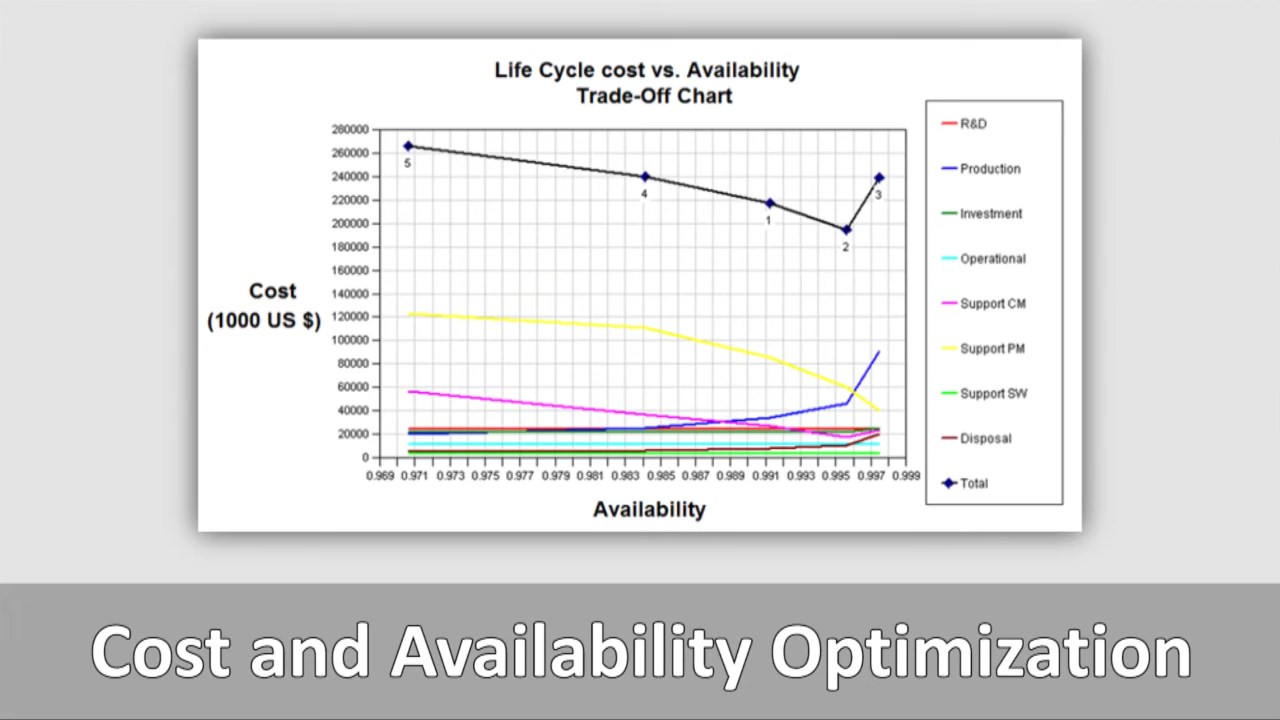 Life Cycle cost vs. Availability
Trade-Off Chart
Cost
(1000 US $)
280000
260000
240000
220000
200000
180000
160000
140000
120000
100000
80000
60000
40000
20000
0
5
4
1
2
3
0.969 0.971 0.973 0.975 0.977 0.979 0.981 0.983 0.985 0.987 0.989 0.991 0.993 0.995 0.997 0.999
Availability
R&D
Production
Investment
Operational
Support CM
Support PM
Support SW
Disposal
Total
Cost and Availability Optimization